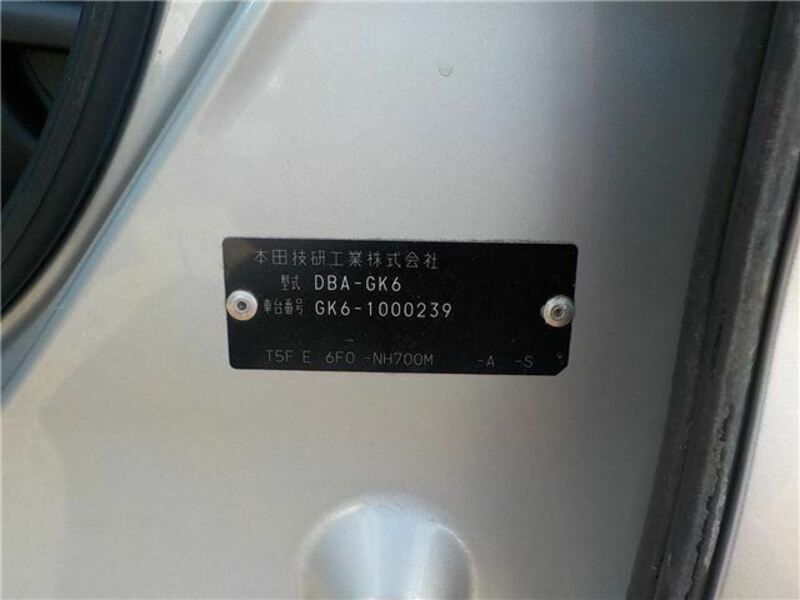 本田技研工業株式会社
型式 DBA-GK6
車台番号 GK6-1000239
T5F E 6F0 -NH700M -A -S